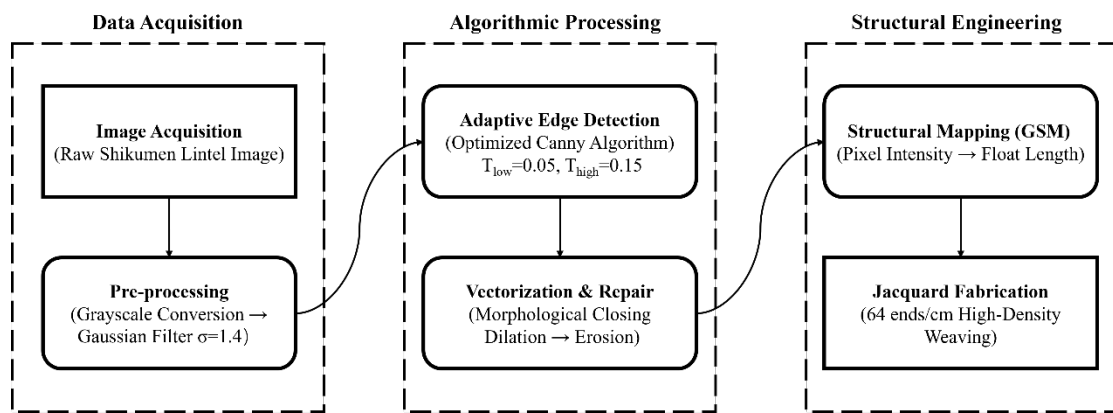 Data Acquisition
Image Acquisition
(Raw Shikumen Lintel Image)
Pre-processing
(Grayscale Conversion →
Gaussian Filter σ=1.4)
Algorithmic Processing
Adaptive Edge Detection
(Optimized Canny Algorithm)
T_low=0.05, T_high=0.15
Vectorization & Repair
(Morphological Closing
Dilation → Erosion)
Structural Engineering
Structural Mapping (GSM)
(Pixel Intensity → Float Length)
Jacquard Fabrication
(64 ends/cm High-Density
Weaving)